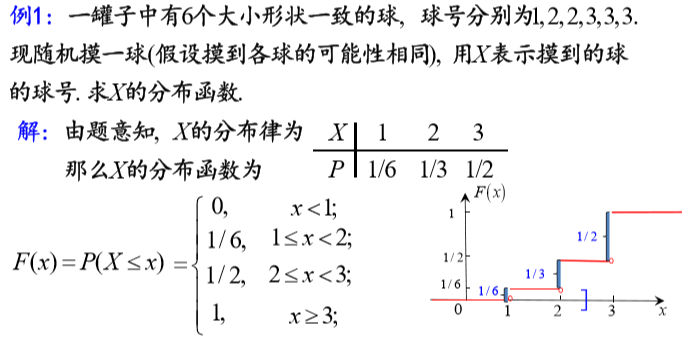 例1: 一罐子中有6个大小形状一致的球, 球号分别为1,2,2,3,3,3.
现随机摸一球(假设摸到各球的可能性相同), 用X表示摸到的球
的球号. 求X的分布函数.
解: 由题意知, X的分布律为
X 1 2 3
那么X的分布函数为
P 1/6 1/3 1/2
F(x)=P(X≤x) =
0, x<1;
1/6, 1≤x<2;
1/2, 2≤x<3;
1, x≥3;
F(x)
1
1/2
1/2
1/3
1/6
1/6
0 1 2 3 x